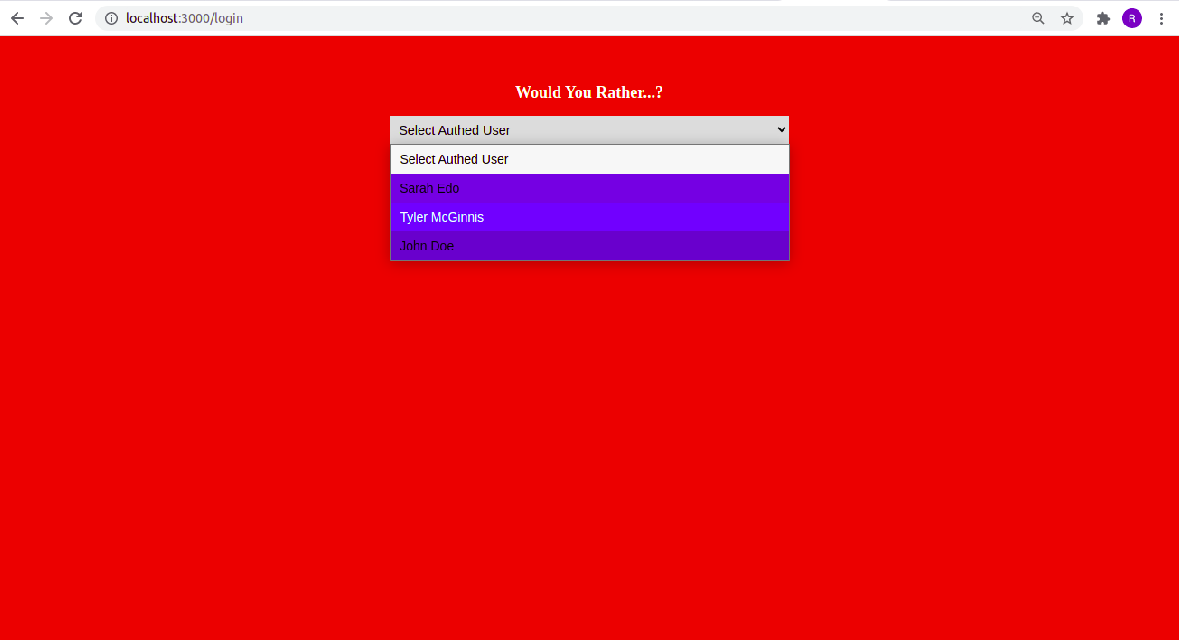 localhost:3000/login
R
Would You Rather...?
Select Authed User
Select Authed User
Sarah Edo
Tyler McGinnis
John Doe